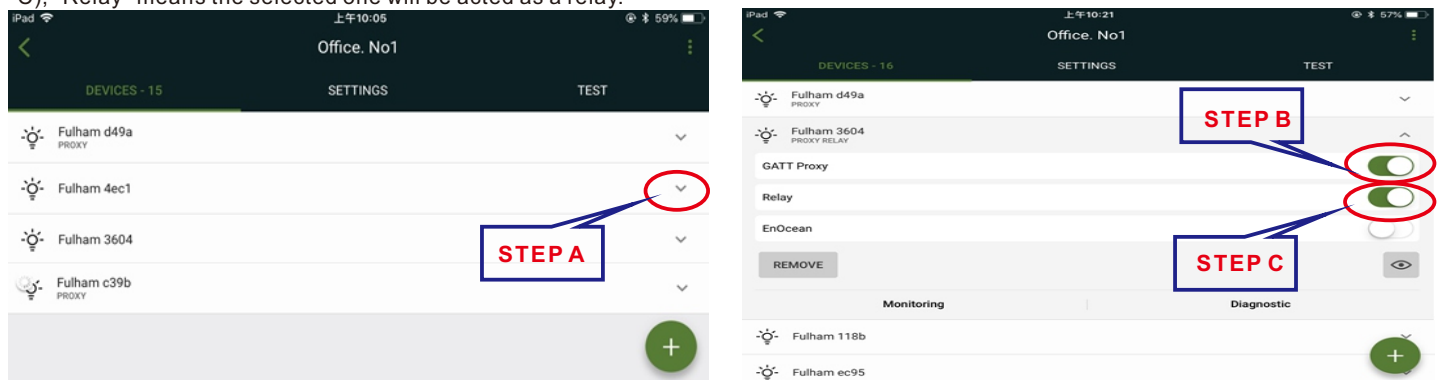 C), "Relay" means the selected one will be acted as a relay.
iPad 上午10:05 59%
Office. No1
DEVICES - 15 SETTINGS TEST
Fulham d49a
PROXY
Fulham 4ec1
Fulham 3604
STEP A
Fulham c39b
PROXY
+
iPad 上午10:21 57%
Office. No1
DEVICES - 16 SETTINGS TEST
Fulham d49a
PROXY
STEP B
Fulham 3604
PROXY RELAY
GATT Proxy
Relay
EnOcean
STEP C
REMOVE
Monitoring Diagnostic
Fulham 118b
+
Fulham ec95